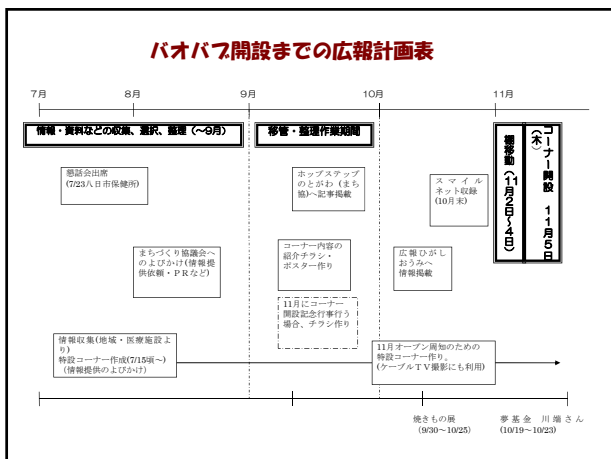 バオバブ開設までの広報計画表
7月
8月
9月
10月
11月
情報・資料などの収集、選択、整理（～9月）
移管・整理作業期間
棚移動（11月2日～4日）
コーナー開設　11月5日
（木）
懇話会出席
(7/23八日市保健所)
ホップステップ
のとがわ（まち
協)へ記事掲載
スマイル
ネット収録
(10月末)
まちづくり協議会へ
のよびかけ（情報提
供依頼・ＰＲなど）
コーナー内容の
紹介チラシ・
ポスター作り
広報ひがし
おうみへ
情報掲載
11月にコーナー
開設記念行事行う
場合、チラシ作り
情報収集(地域・医療施設よ
り)
特設コーナー作成(7/15頃～)
（情報提供のよびかけ）
11月オープン周知のための
特設コーナー作り。
(ケーブルＴＶ撮影にも利用)
焼きもの展
(9/30～10/25)
夢基金　川端さん
(10/19～10/23)